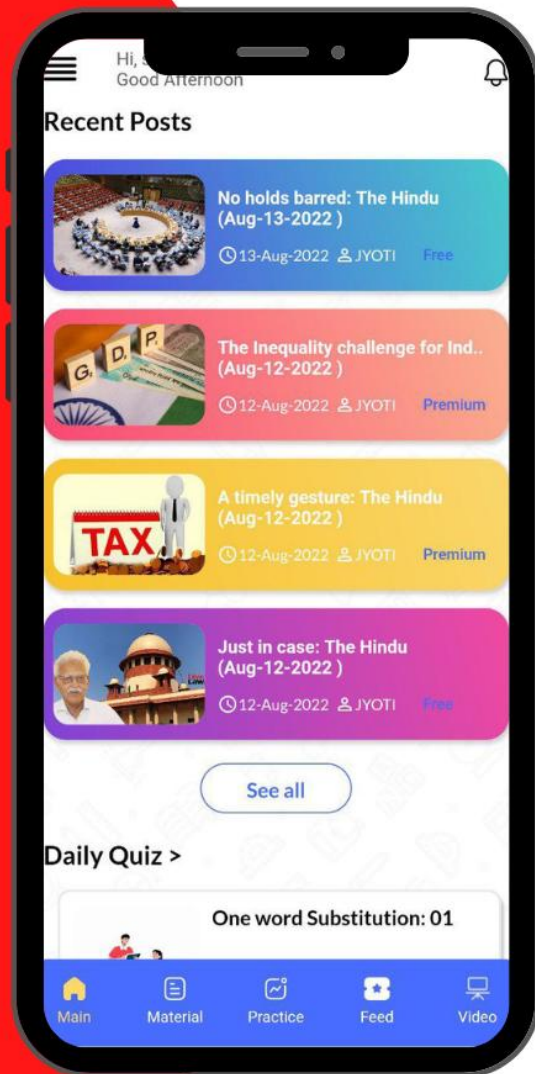 Hi,
Good Afternoon
Recent Posts
No holds barred: The Hindu
(Aug-13-2022 )
13-Aug-2022 JYOTI Free
G D P
The Inequality challenge for Ind..
(Aug-12-2022 )
12-Aug-2022 JYOTI Premium
TAX
A timely gesture: The Hindu
(Aug-12-2022 )
12-Aug-2022 JYOTI Premium
Just in case: The Hindu
(Aug-12-2022 )
12-Aug-2022 JYOTI Free
See all
Daily Quiz >
One word Substitution: 01
Main Material Practice Feed Video